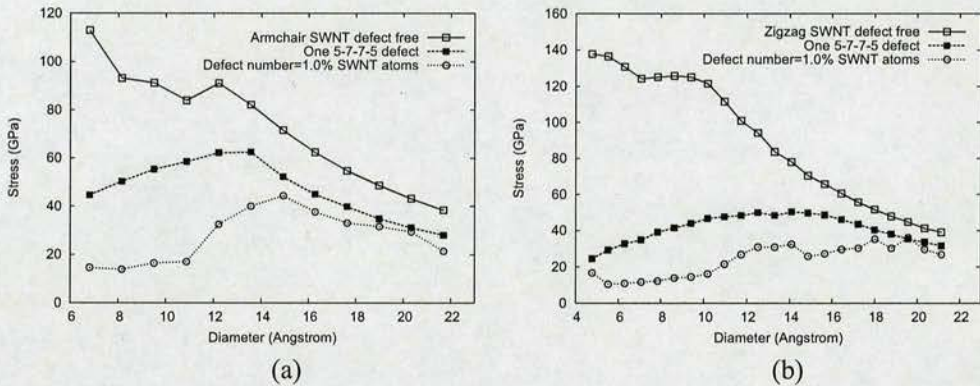 120
100
80
60
40
20
0
Stress (GPa)
Armchair SWNT defect free
One 5-7-7-5 defect
Defect number=1.0% SWNT atoms
6 8 10 12 14 16 18 20 22
Diameter (Angstrom)
(a)
160
140
120
100
80
60
40
20
0
Stress (GPa)
Zigzag SWNT defect free
One 5-7-7-5 defect
Defect number=1.0% SWNT atoms
4 6 8 10 12 14 16 18 20 22
Diameter (Angstrom)
(b)